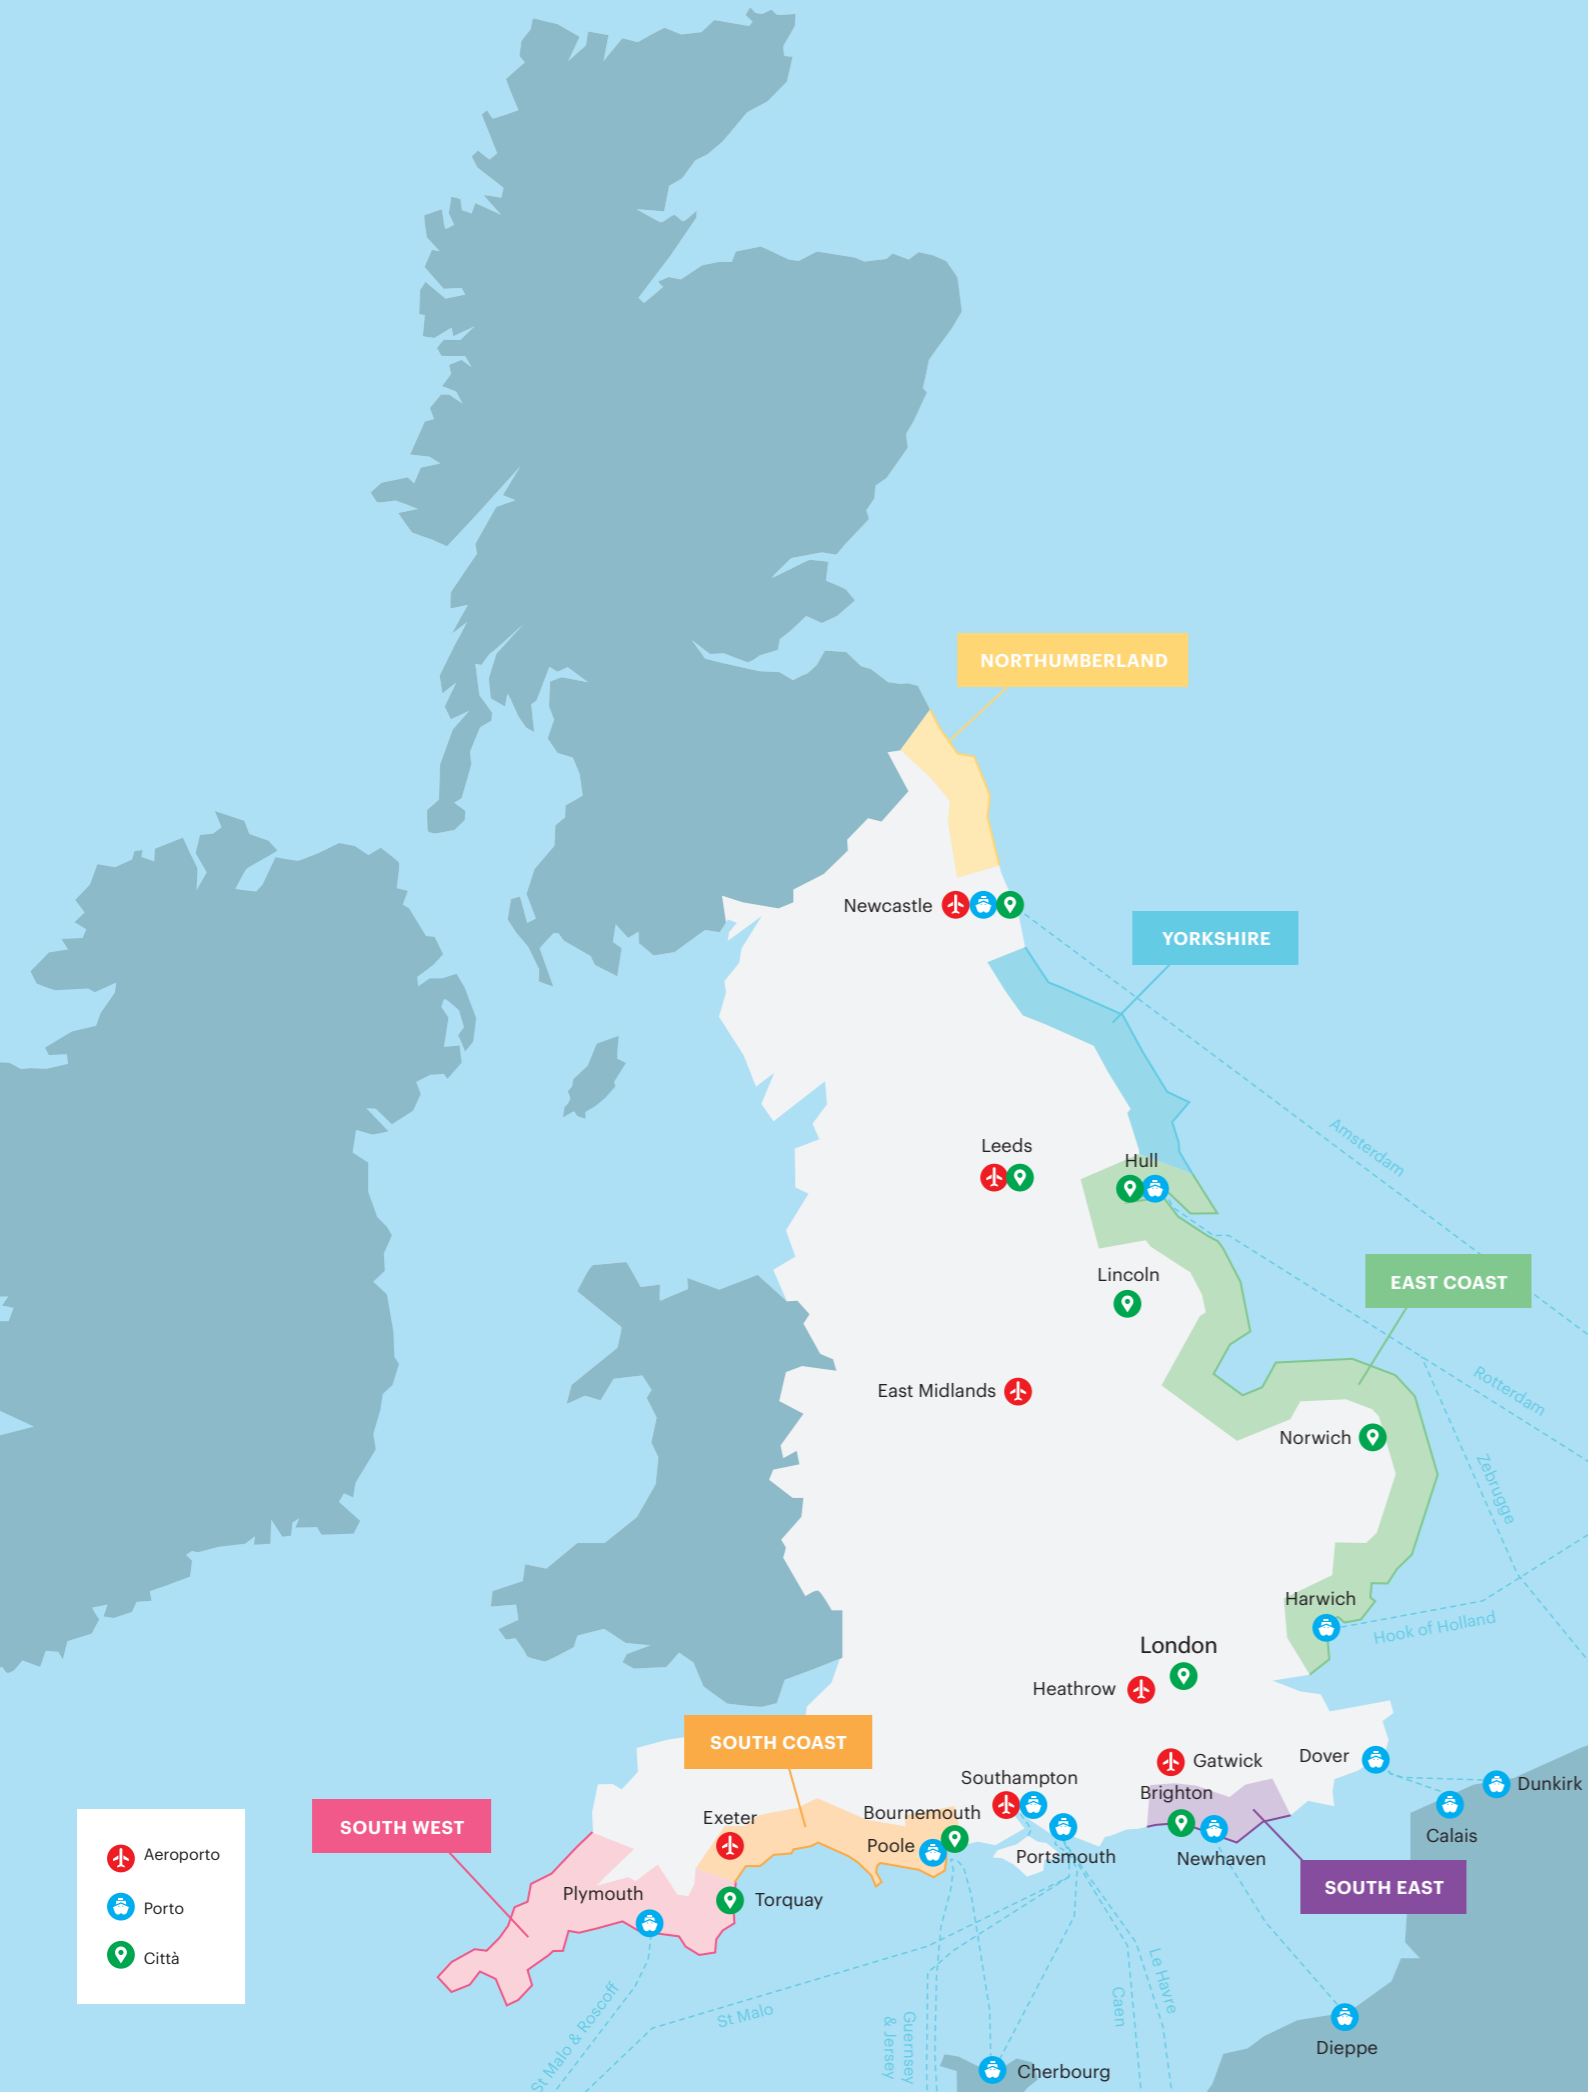 NORTHUMBERLAND
Newcastle
YORKSHIRE
Amsterdam
Leeds
Hull
Lincoln
EAST COAST
Rotterdam
East Midlands
Norwich
Zebrugge
Harwich
Hook of Holland
London
Heathrow
SOUTH COAST
Gatwick
Dover
Southampton
Dunkirk
Brighton
Bournemouth
Exeter
SOUTH WEST
Poole
Calais
Portsmouth
Newhaven
Aeroporto
Porto
Città
SOUTH EAST
Plymouth
Torquay
St Malo & Roscoff
St Malo
Guernsey
& Jersey
Caen
Le Havre
Dieppe
Cherbourg